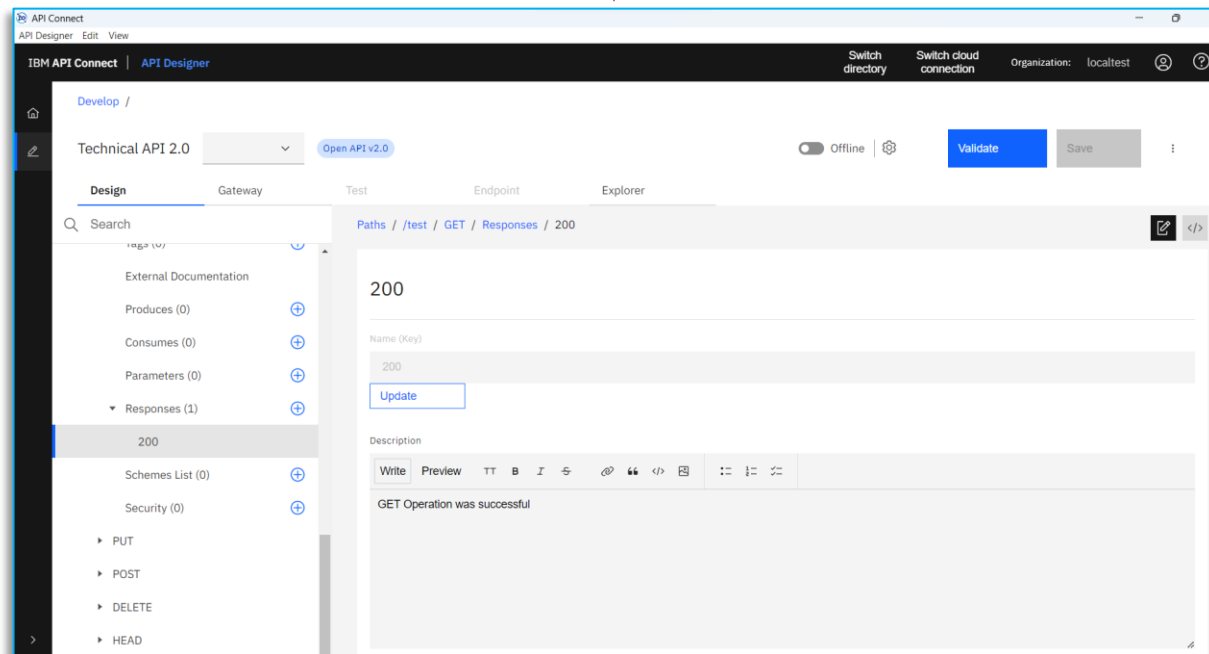 API Connect
API Designer Edit View
IBM API Connect | API Designer
Switch directory
Switch cloud connection
Organization: localtest
Develop /
Technical API 2.0
Open API v2.0
Offline
Validate
Save
Design
Gateway
Test
Endpoint
Explorer
Search
Paths / /test / GET / Responses / 200
</>
Tags (0)
External Documentation
Produces (0)
Consumes (0)
Parameters (0)
Responses (1)
200
Schemes List (0)
Security (0)
PUT
POST
DELETE
HEAD
200
Name (Key)
200
Update
Description
Write Preview TT B I S </>
GET Operation was successful